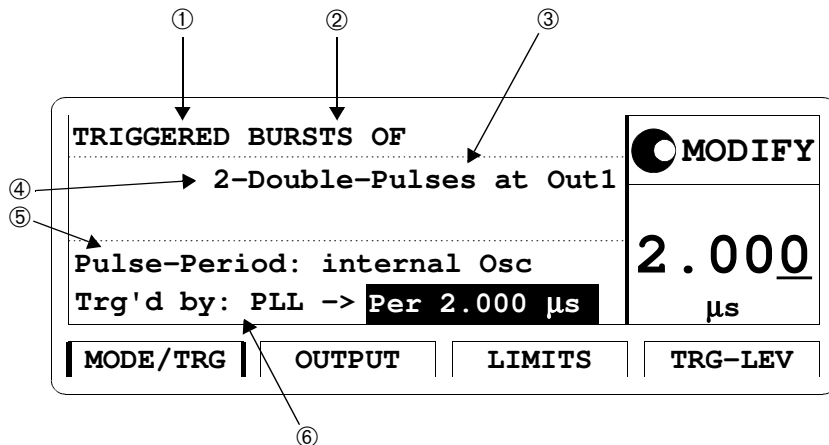 ① ② ③
TRIGGERED BURSTS OF
MODIFY
④ 2-Double-Pulses at Out1
⑤
Pulse-Period: internal Osc
2.000
Trg'd by: PLL -> Per 2.000 μs
μs
MODE/TRG OUTPUT LIMITS TRG-LEV
⑥